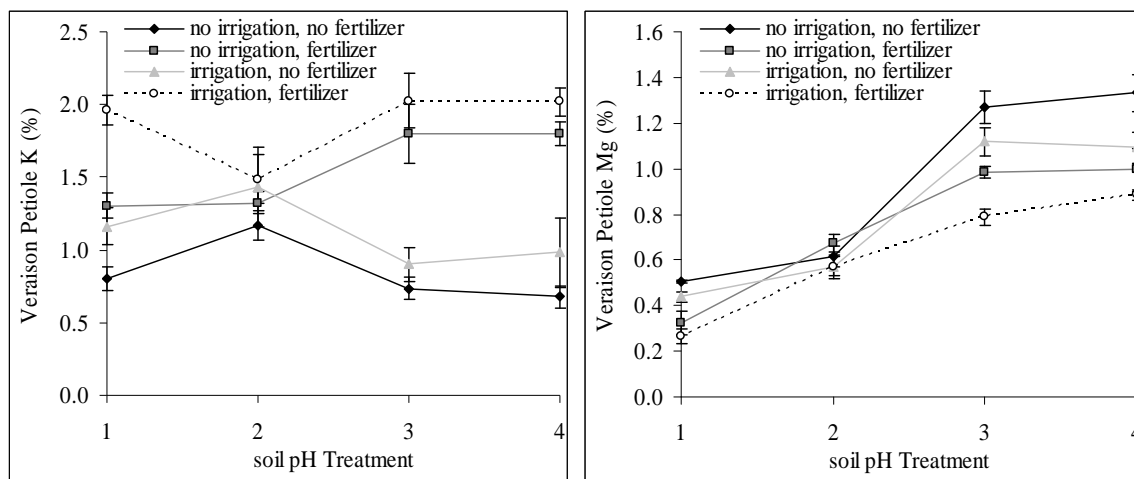 Veraison Petiole K (%)
2.5
2.0
1.5
1.0
0.5
0.0
no irrigation, no fertilizer
no irrigation, fertilizer
irrigation, no fertilizer
irrigation, fertilizer
1 2 3 4
soil pH Treatment
Veraison Petiole Mg (%)
1.6
1.4
1.2
1.0
0.8
0.6
0.4
0.2
0.0
no irrigation, no fertilizer
no irrigation, fertilizer
irrigation, no fertilizer
irrigation, fertilizer
1 2 3 4
soil pH Treatment